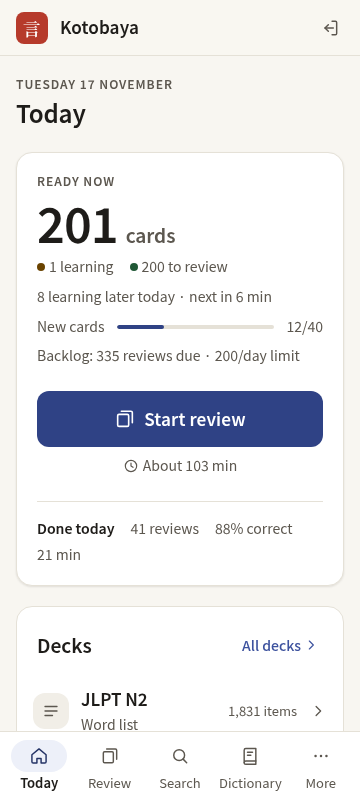 言 Kotobaya
TUESDAY 17 NOVEMBER
Today
READY NOW
201 cards
1 learning 200 to review
8 learning later today · next in 6 min
New cards 12/40
Backlog: 335 reviews due · 200/day limit
Start review
About 103 min
Done today 41 reviews 88% correct
21 min
Decks All decks
JLPT N2 1,831 items
Word list
Today Review Search Dictionary More